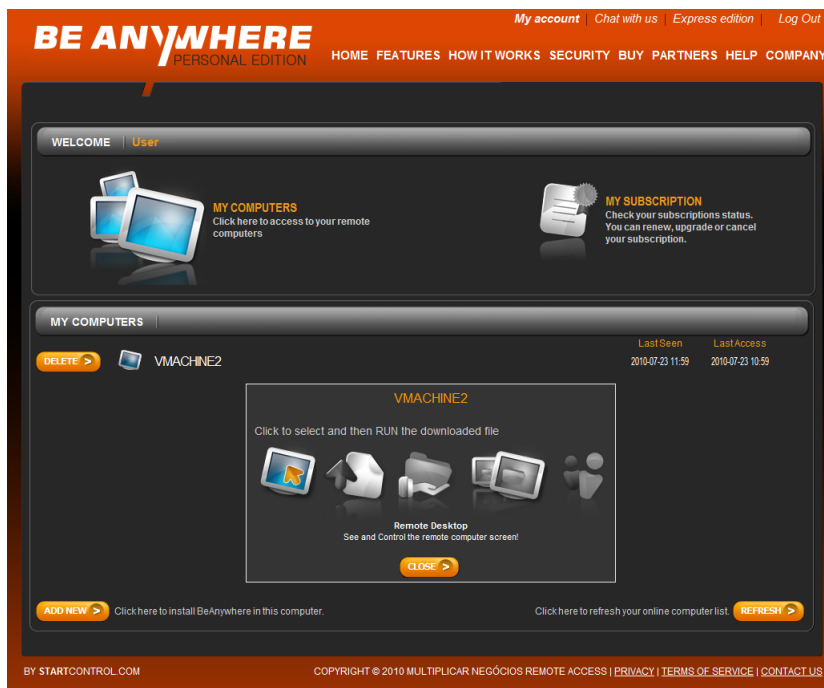 My account | Chat with us | Express edition | Log Out
BE ANYWHERE
PERSONAL EDITION
HOME FEATURES HOW IT WORKS SECURITY BUY PARTNERS HELP COMPANY
WELCOME | User
MY COMPUTERS
Click here to access to your remote
computers
MY SUBSCRIPTION
Check your subscriptions status.
You can renew, upgrade or cancel
your subscription.
MY COMPUTERS
LastSeen LastAccess
DELETE > VMACHINE2 2010-07-23 11:59 2010-07-23 10:59
VMACHINE2
Click to select and then RUN the downloaded file
Remote Desktop
See and Control the remote computer screen!
CLOSE >
ADD NEW > Click here to install BeAnywhere in this computer.
Click here to refresh your online computer list. REFRESH >
BY STARTCONTROL.COM
COPYRIGHT © 2010 MULTIPLICAR NEGÓCIOS REMOTE ACCESS | PRIVACY | TERMS OF SERVICE | CONTACT US